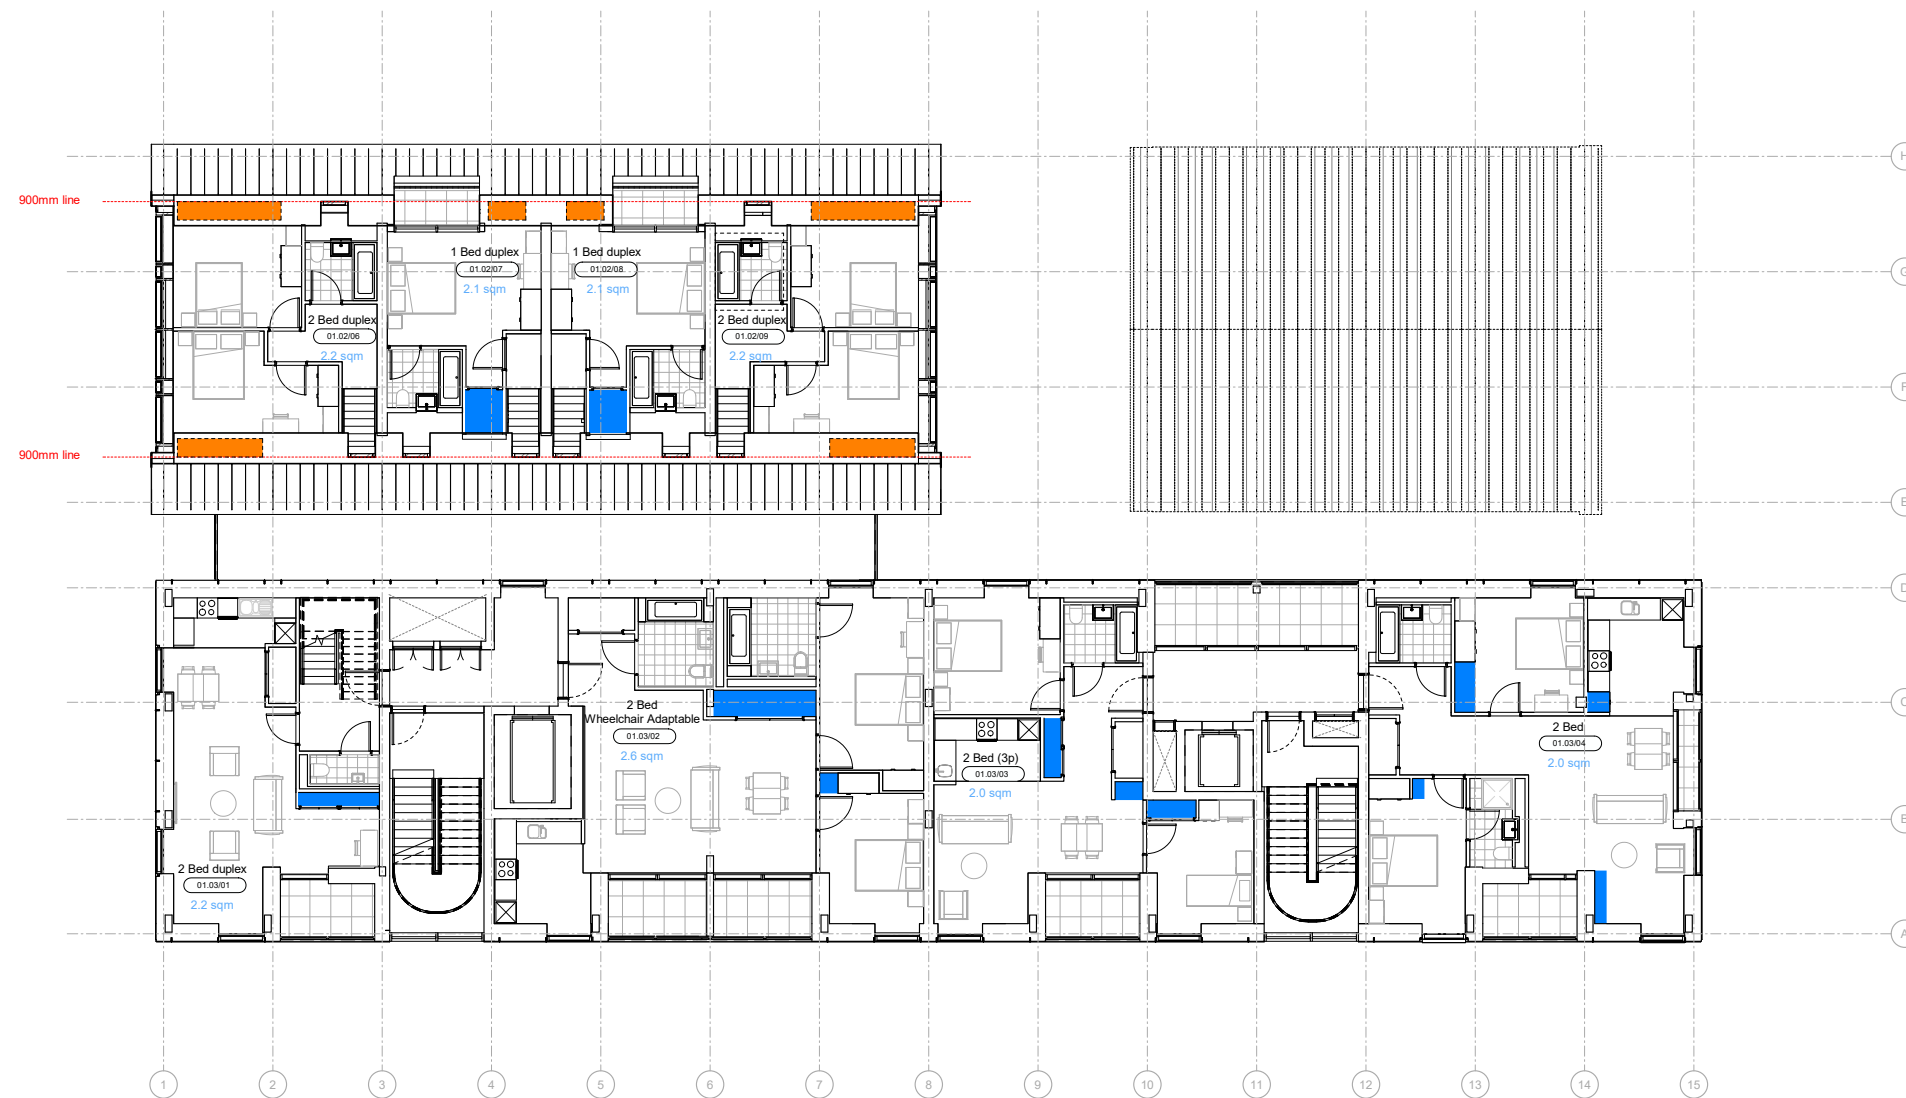 H
900mm line
1 Bed duplex
1 Bed duplex
01.02/07
01.02/08
G
2.1 sqm
2.1 sqm
2 Bed duplex
2 Bed duplex
01.02/06
01.02/09
2.2 sqm
2.2 sqm
F
900mm line
E
D
C
2 Bed
Wheelchair Adaptable
01.03/02
2.6 sqm
2 Bed
01.03/04
2.0 sqm
2 Bed (3p)
01.03/03
2.0 sqm
B
2 Bed duplex
01.03/01
2.2 sqm
A
1 2 3 4 5 6 7 8 9 10 11 12 13 14 15